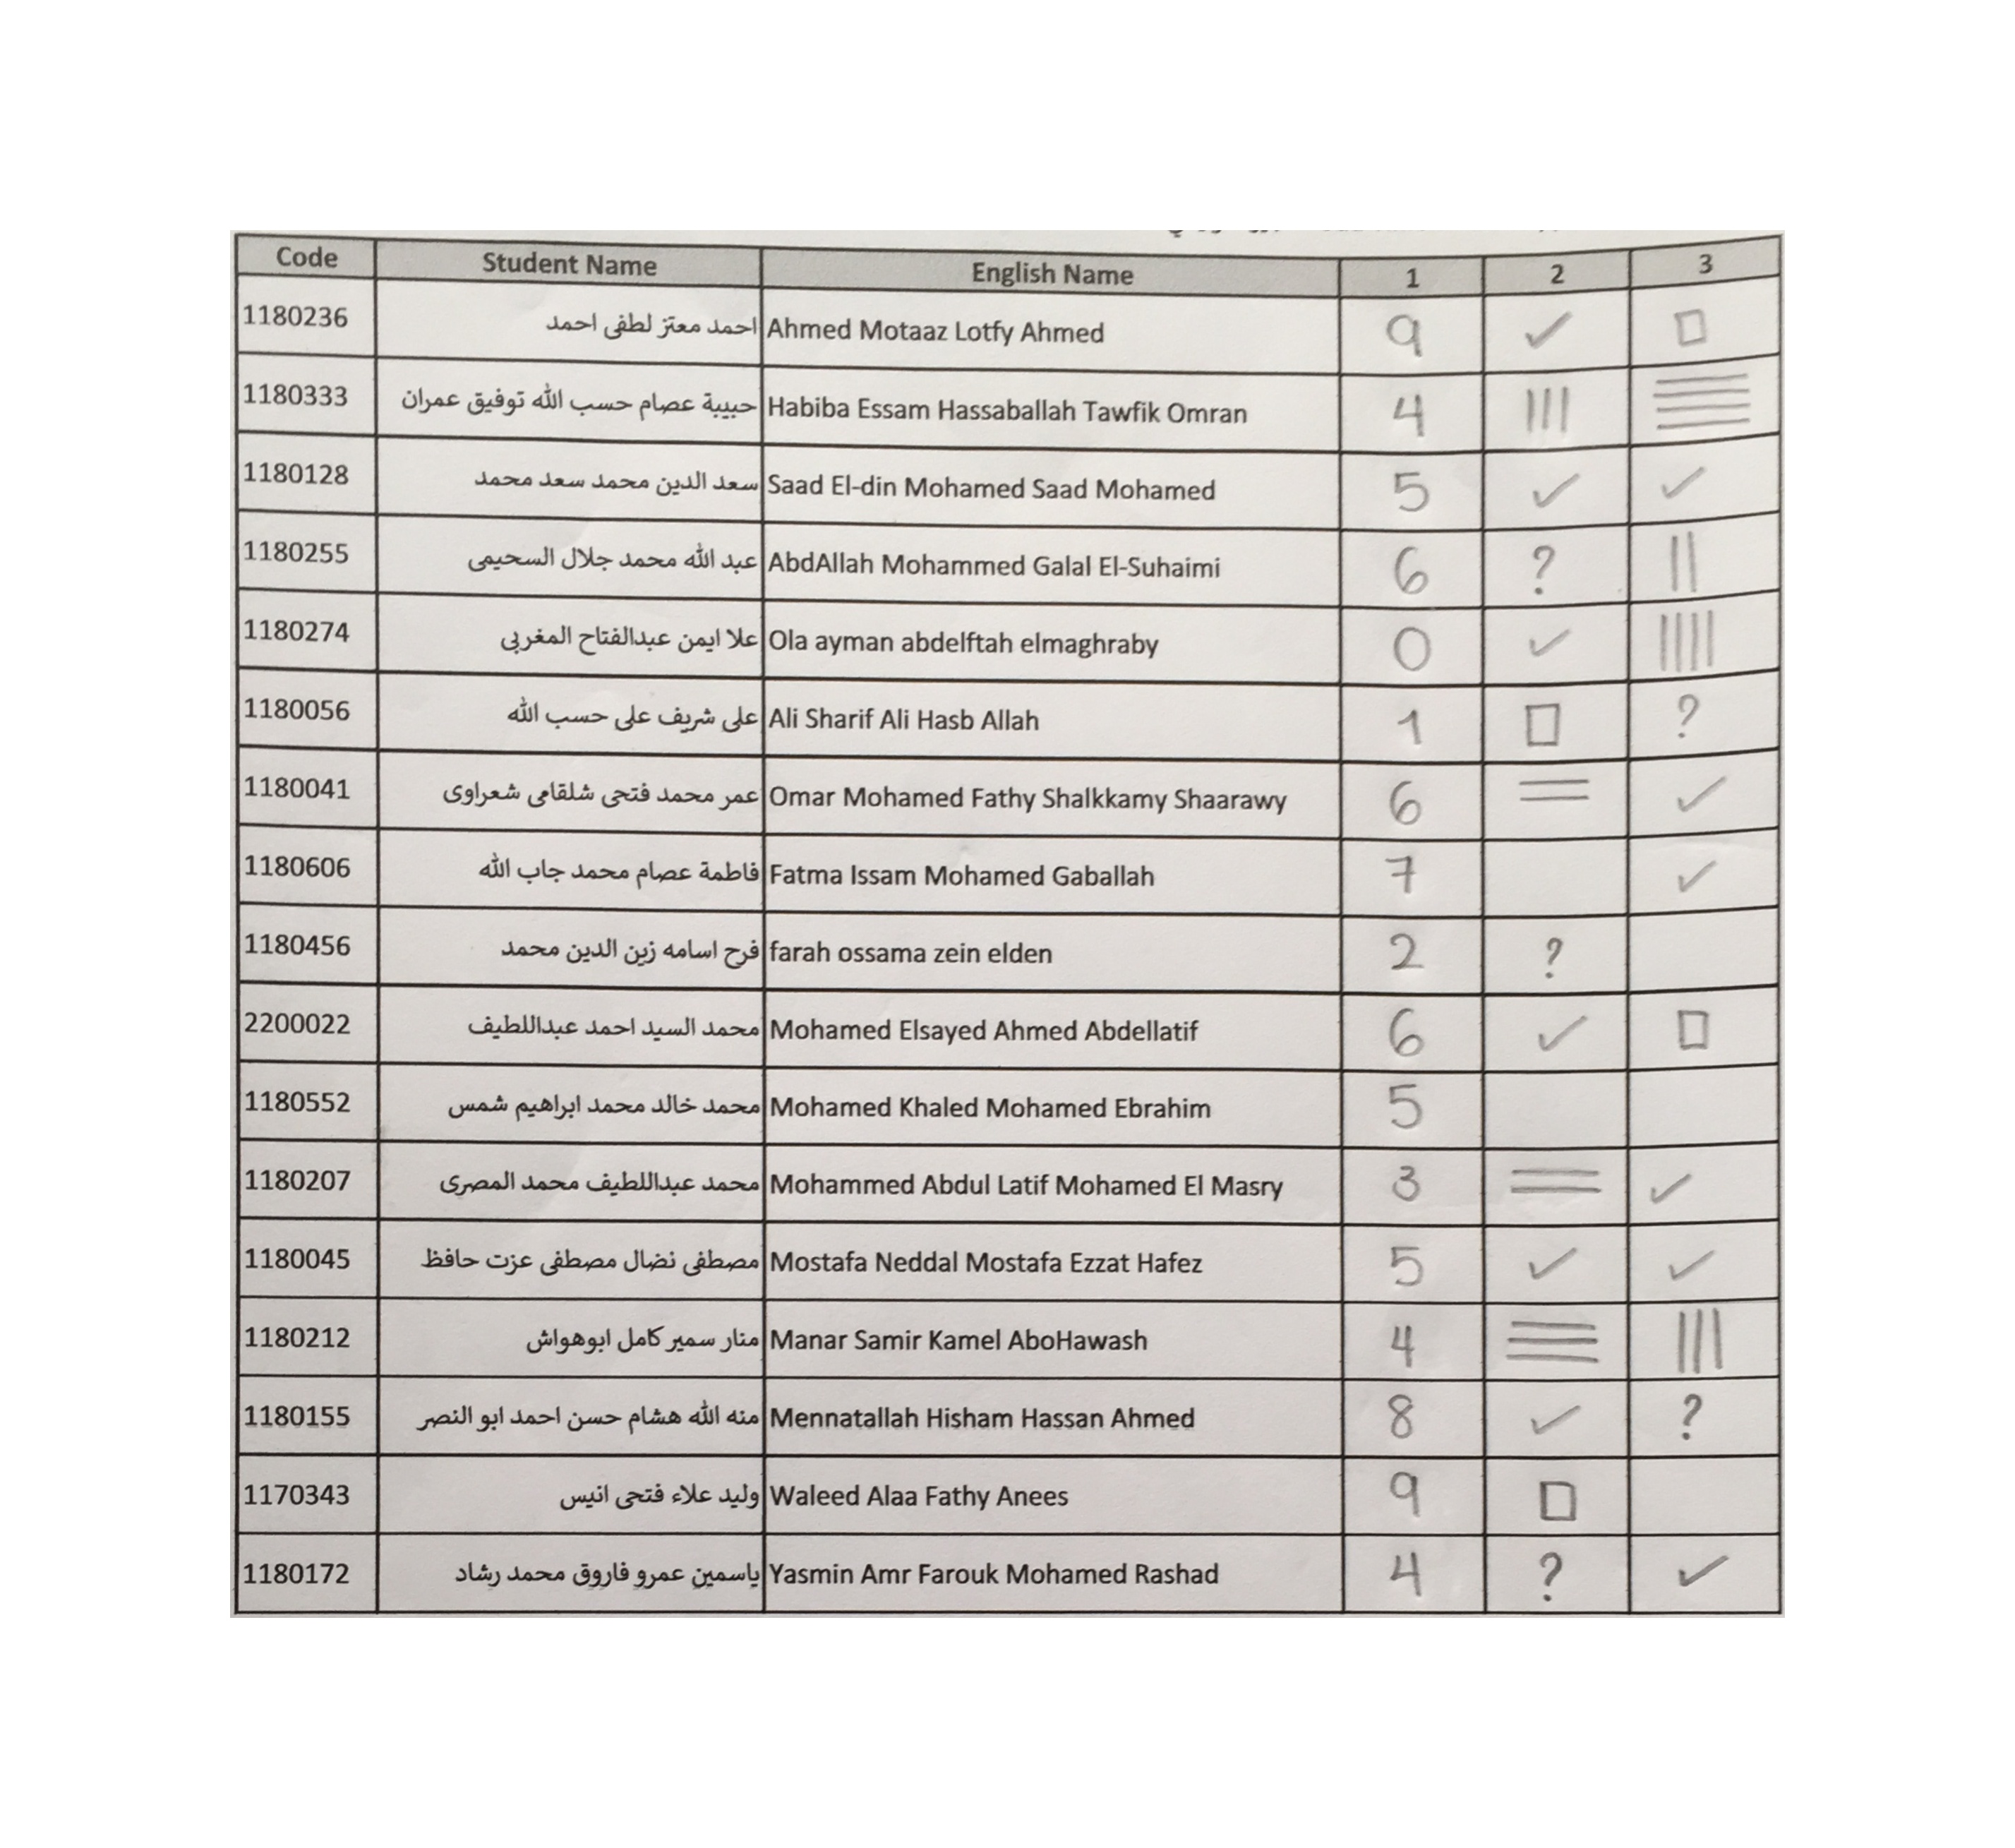 Code Student Name English Name 1 2 3
1180236 احمد معتز لطفى احمد Ahmed Motaaz Lotfy Ahmed 9 ✓ □
1180333 حبيبة عصام حسب الله توفيق عمران Habiba Essam Hassaballah Tawfik Omran 4 ||| ☰
1180128 سعد الدين محمد سعد محمد Saad El-din Mohamed Saad Mohamed 5 ✓ ✓
1180255 عبد الله محمد جلال السحيمى AbdAllah Mohammed Galal El-Suhaimi 6 ? ||
1180274 علا ايمن عبدالفتاح المغربى Ola ayman abdelftah elmaghraby 0 ✓ ||||
1180056 على شريف على حسب الله Ali Sharif Ali Hasb Allah 1 □ ?
1180041 عمر محمد فتحى شلقامى شعراوى Omar Mohamed Fathy Shalkkamy Shaarawy 6 = ✓
1180606 فاطمة عصام محمد جاب الله Fatma Issam Mohamed Gaballah 7 ✓
1180456 فرح اسامه زين الدين محمد farah ossama zein elden 2 ?
2200022 محمد السيد احمد عبداللطيف Mohamed Elsayed Ahmed Abdellatif 6 ✓ □
1180552 محمد خالد محمد ابراهيم شمس Mohamed Khaled Mohamed Ebrahim 5
1180207 محمد عبداللطيف محمد المصرى Mohammed Abdul Latif Mohamed El Masry 3 = ✓
1180045 مصطفى نضال مصطفى عزت حافظ Mostafa Neddal Mostafa Ezzat Hafez 5 ✓ ✓
1180212 منار سمير كامل ابوهواش Manar Samir Kamel AboHawash 4 ≡ |||
1180155 منه الله هشام حسن احمد ابو النصر Mennatallah Hisham Hassan Ahmed 8 ✓ ?
1170343 وليد علاء فتحى انيس Waleed Alaa Fathy Anees 9 □
1180172 ياسمين عمرو فاروق محمد رشاد Yasmin Amr Farouk Mohamed Rashad 4 ? ✓